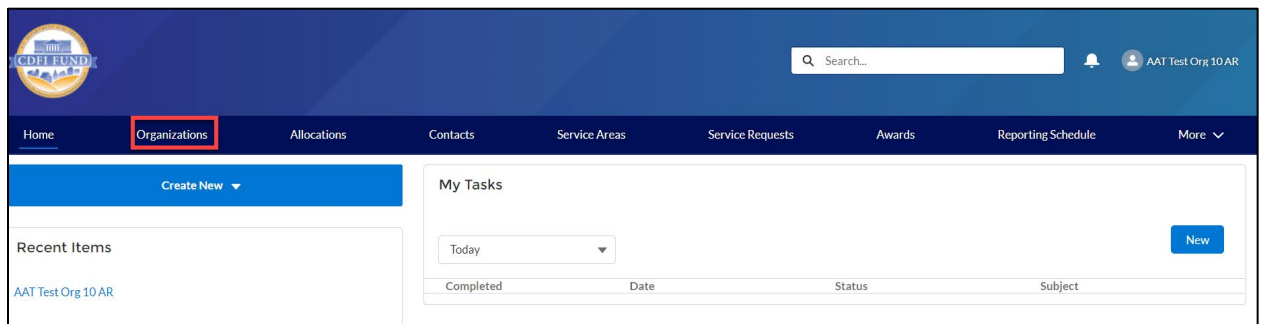 CDFI FUND
Search...
AAT Test Org 10 AR
Home Organizations Allocations Contacts Service Areas Service Requests Awards Reporting Schedule More
Create New
My Tasks
Recent Items
Today
New
AAT Test Org 10 AR
Completed Date Status Subject